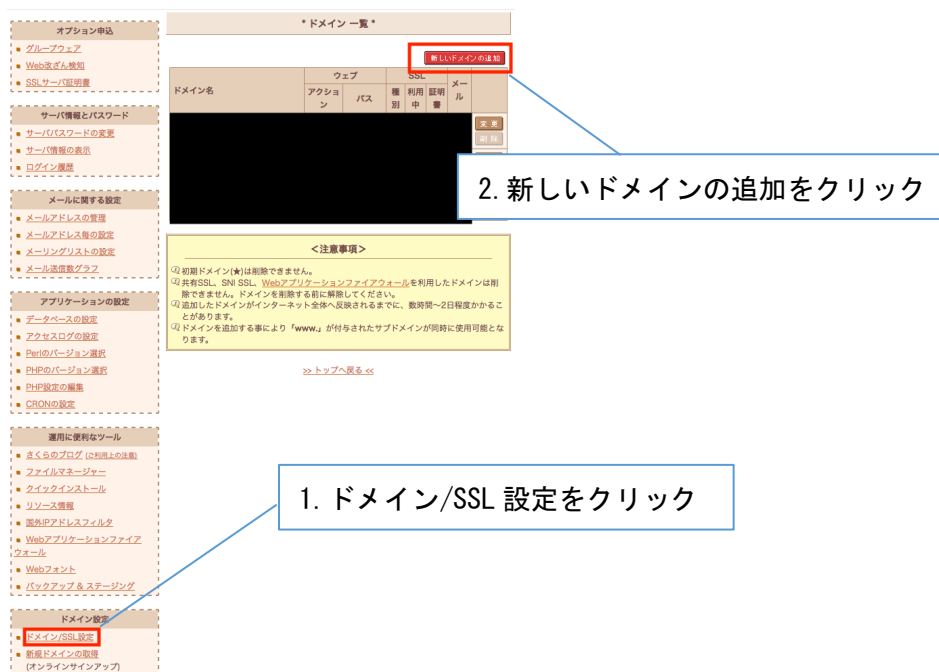 オプション申込
グループウェア
Web改ざん検知
SSLサーバ証明書
サーバ情報とパスワード
サーバパスワードの変更
サーバ情報の表示
ログイン履歴
メールに関する設定
メールアドレスの管理
メールアドレス毎の設定
メーリングリストの設定
メール送信数グラフ
アプリケーションの設定
データベースの設定
アクセスログの設定
Perlのバージョン選択
PHPのバージョン選択
PHP設定の編集
CRONの設定
運用に便利なツール
さくらのブログ (ご利用上の注意)
ファイルマネージャー
クイックインストール
リソース情報
国外IPアドレスフィルタ
Webアプリケーションファイア
ウォール
Webフォント
バックアップ & ステージング
ドメイン設定
ドメイン/SSL設定
新規ドメインの取得
(オンラインサインアップ)
* ドメイン 一覧 *
新しいドメインの追加
ドメイン名
ウェブ
アクショ
ン
パス
SSL
種
別
利用
中
証明
書
メー
ル
変 更
削 除
2. 新しいドメインの追加をクリック
＜注意事項＞
初期ドメイン(★)は削除できません。
共有SSL、SNI SSL、Webアプリケーションファイアウォールを利用したドメインは削
除できません。ドメインを削除する前に解除してください。
追加したドメインがインターネット全体へ反映されるまでに、数時間～2日程度かかるこ
とがあります。
ドメインを追加する事により「www.」が付与されたサブドメインが同時に使用可能とな
ります。
>> トップへ戻る <<
1. ドメイン/SSL 設定をクリック